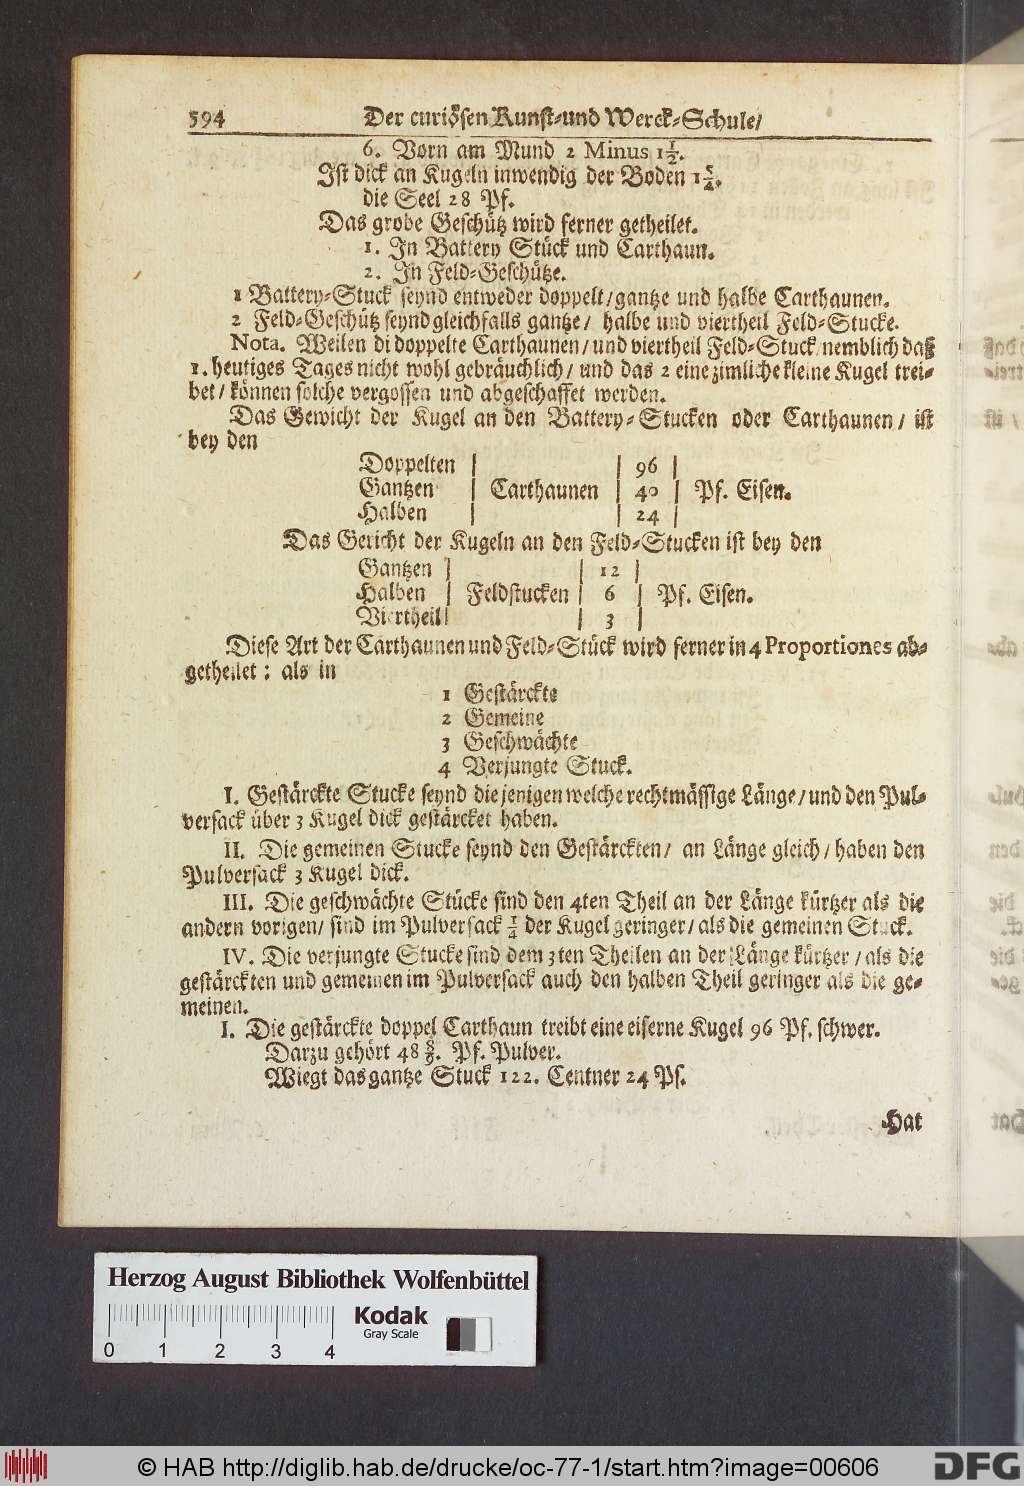 594 Der curiösen Kunst-und Werck-Schule/
6. Vorn am Mund 2 Minus 1½.
Ist dick an Kugeln inwendig der Boden 1 5/4.
die Seel 28 Pf.
Das grobe Geschütz wird ferner getheilet.
1. In Battery Stück und Carthaun.
2. In Feld-Geschütze.
1 Battery-Stuck seynd entweder doppelt/gantze und halbe Carthaunen.
2 Feld-Geschütz seynd gleichfalls gantze/ halbe und viertheil Feld-Stucke.
Nota. Weilen di doppelte Carthaunen/und viertheil Feld-Stuck nemblich daß
1. heutiges Tages nicht wohl gebräuchlich/ und das 2 eine zimliche kleine Kugel trei-
bet/ können solche vergossen und abgeschaffet werden.
Das Gewicht der Kugel an den Battery-Stucken oder Carthaunen/ ist
bey den
Doppelten | | 96 |
Gantzen | Carthaunen | 40 | Pf. Eisen.
Halben | | 24 |
Das Gericht der Kugeln an den Feld-Stucken ist bey den
Gantzen | | 12 |
Halben | Feldstucken | 6 | Pf. Eisen.
Viertheil | | 3 |
Diese Art der Carthaunen und Feld-Stück wird ferner in 4 Proportiones ab-
getheilet: als in
1 Gestärckte
2 Gemeine
3 Geschwächte
4 Verjungte Stuck.
I. Gestärckte Stucke seynd die jenigen welche rechtmässige Länge/und den Pul-
versack über 3 Kugel dick gestärcket haben.
II. Die gemeinen Stucke seynd den Gestärckten/ an Länge gleich/ haben den
Pulversack 3 Kugel dick.
III. Die geschwächte Stücke sind den 4ten Theil an der Länge kürtzer als die
andern vorigen/ sind im Pulversack ¼ der Kugel geringer/ als die gemeinen Stuck.
IV. Die verjungte Stucke sind dem 3ten Theilen an der Länge kürtzer/ als die
gestärckten und gemeinen im Pulversack auch den halben Theil geringer als die ge-
meinen.
I. Die gestärckte doppel Carthaun treibt eine eiserne Kugel 96 Pf. schwer.
Darzu gehört 48 Pf. Pulver.
Wiegt das gantze Stuck 122. Centner 24 Pf.
Hat
Herzog August Bibliothek Wolfenbüttel
Kodak
Gray Scale
0 1 2 3 4
© HAB http://diglib.hab.de/drucke/oc-77-1/start.htm?image=00606
DFG